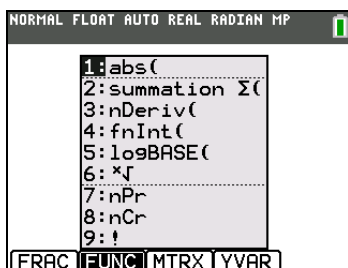 NORMAL FLOAT AUTO REAL RADIAN MP
1:abs(
2:summation Σ(
3:nDeriv(
4:fnInt(
5:logBASE(
6:ˣ√
7:nPr
8:nCr
9:!
FRAC FUNC MTRX YVAR